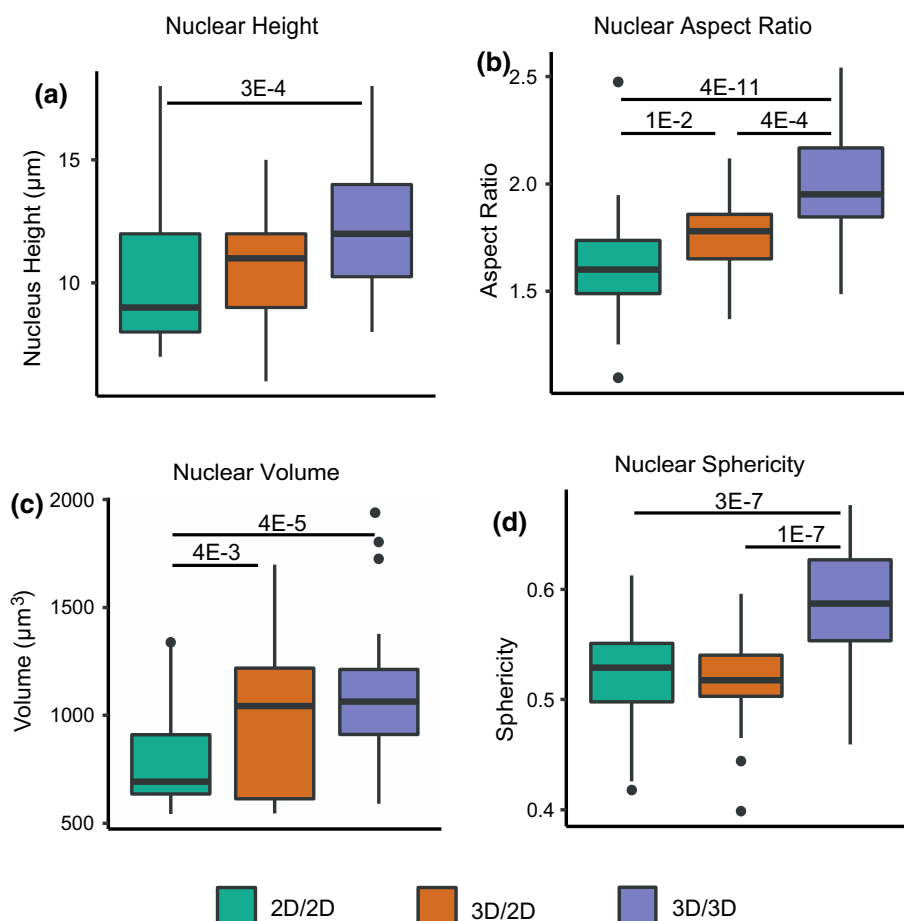 Nuclear Height
(a)
3E-4
Nucleus Height (µm)
15
10
Nuclear Aspect Ratio
(b)
2.5
4E-11
1E-2
4E-4
2.0
1.5
Aspect Ratio
Nuclear Volume
(c)
2000
4E-5
4E-3
1500
1000
500
Volume (µm³)
Nuclear Sphericity
(d)
3E-7
1E-7
0.6
0.5
0.4
Sphericity
2D/2D
3D/2D
3D/3D